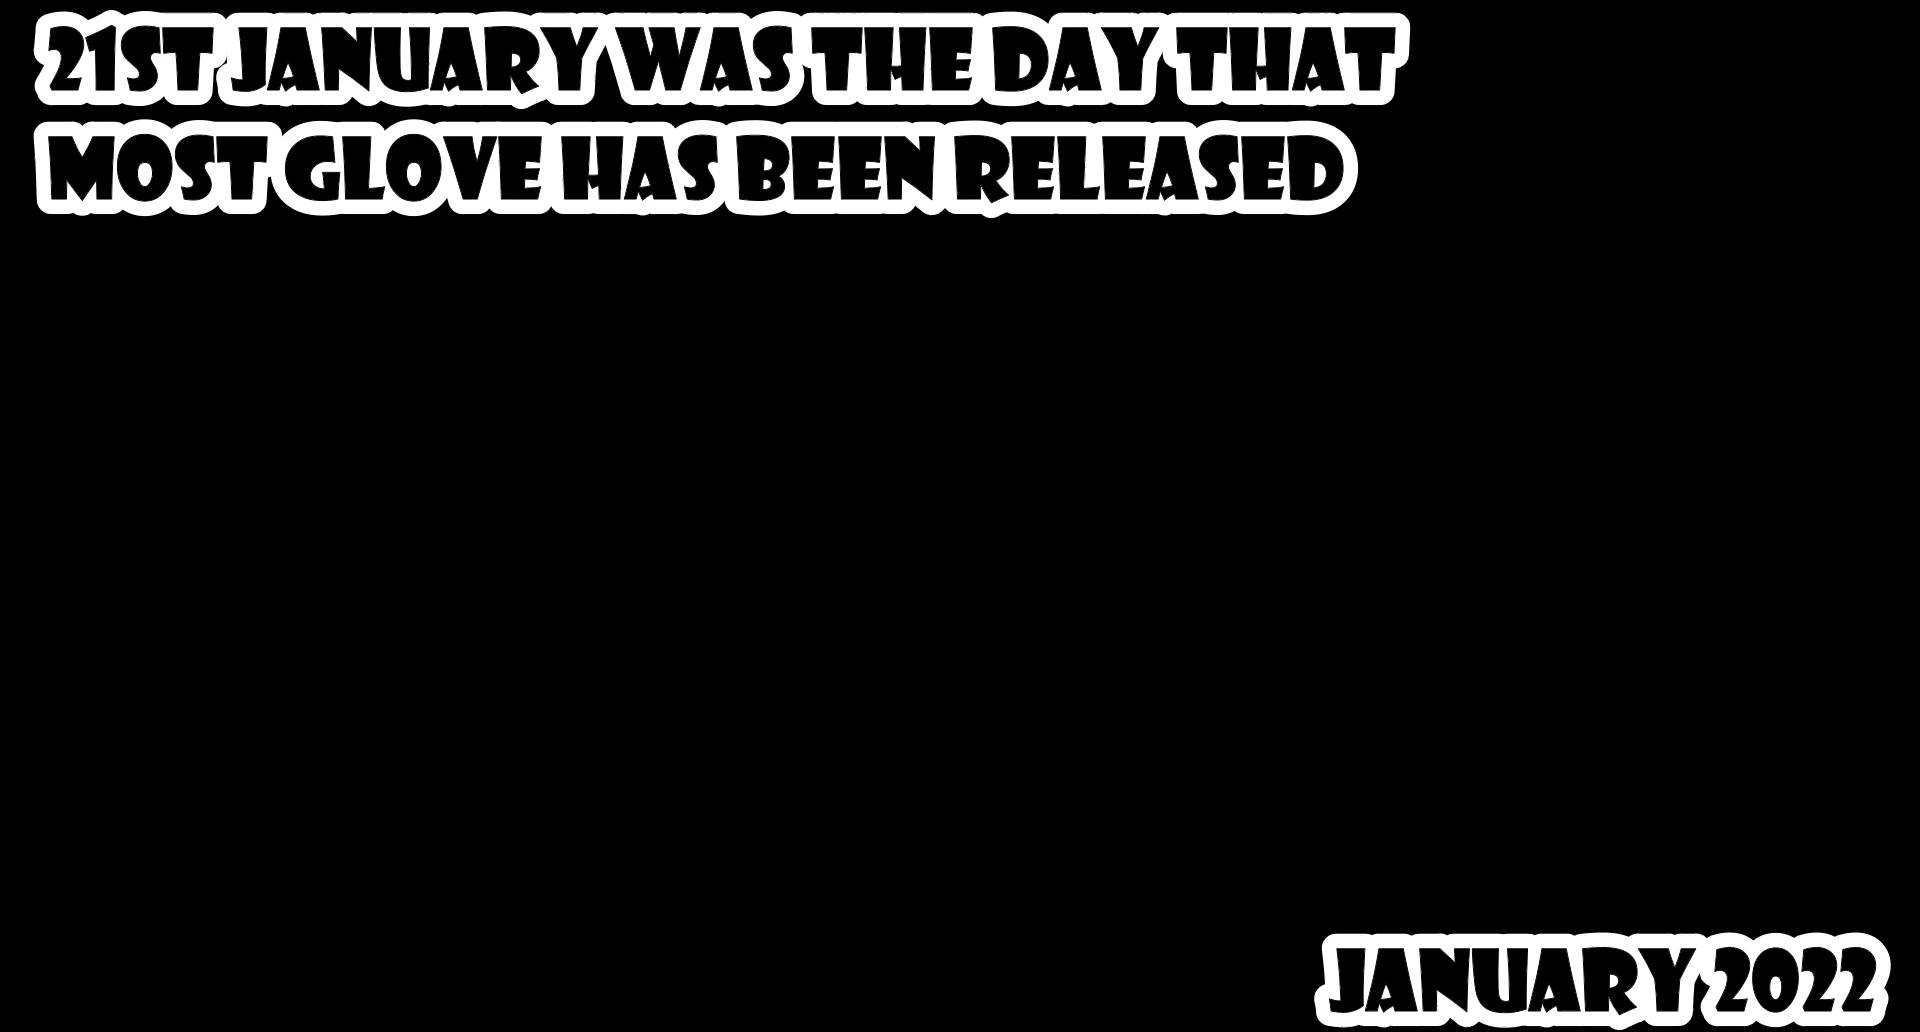 21ST JANUARY WAS THE DAY THAT
MOST GLOVE HAS BEEN RELEASED
JANUARY 2022